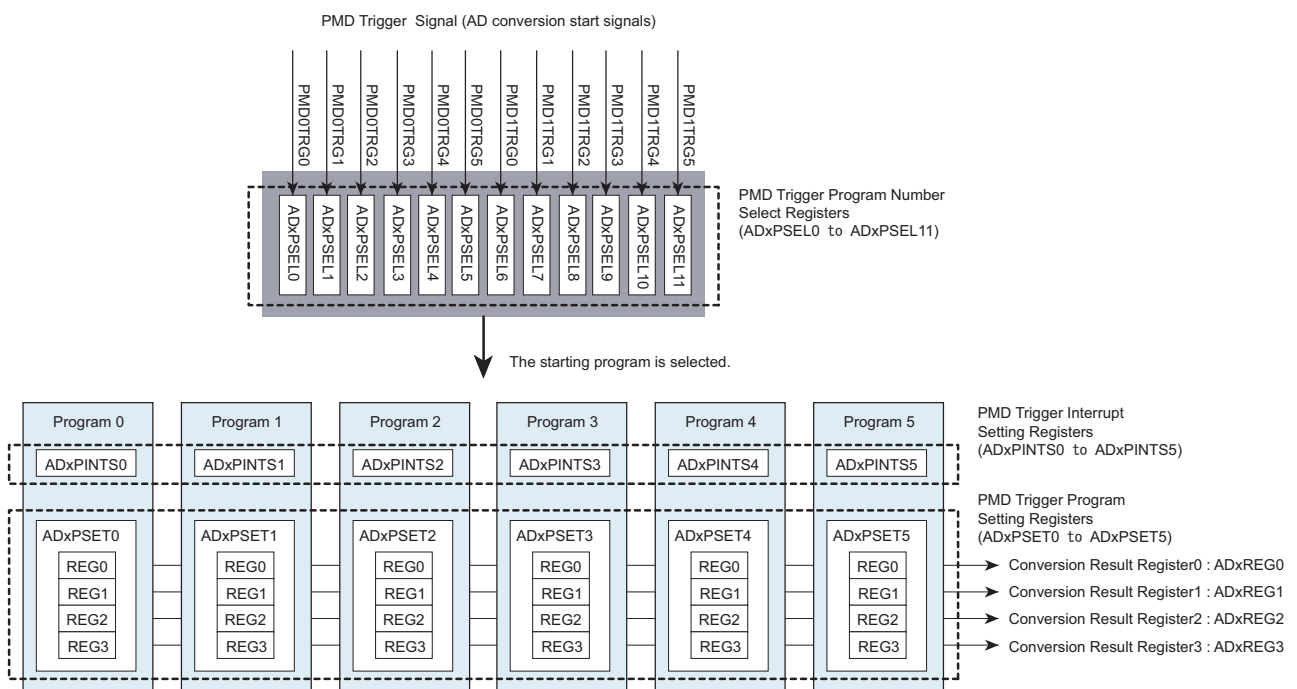 PMD Trigger Signal (AD conversion start signals)
PMD0TRG0
PMD0TRG1
PMD0TRG2
PMD0TRG3
PMD0TRG4
PMD0TRG5
PMD1TRG0
PMD1TRG1
PMD1TRG2
PMD1TRG3
PMD1TRG4
PMD1TRG5
ADxPSEL0
ADxPSEL1
ADxPSEL2
ADxPSEL3
ADxPSEL4
ADxPSEL5
ADxPSEL6
ADxPSEL7
ADxPSEL8
ADxPSEL9
ADxPSEL10
ADxPSEL11
PMD Trigger Program Number
Select Registers
(ADxPSEL0 to ADxPSEL11)
The starting program is selected.
Program 0
Program 1
Program 2
Program 3
Program 4
Program 5
PMD Trigger Interrupt
Setting Registers
(ADxPINTS0 to ADxPINTS5)
ADxPINTS0
ADxPINTS1
ADxPINTS2
ADxPINTS3
ADxPINTS4
ADxPINTS5
PMD Trigger Program
Setting Registers
(ADxPSET0 to ADxPSET5)
ADxPSET0
ADxPSET1
ADxPSET2
ADxPSET3
ADxPSET4
ADxPSET5
REG0 REG0 REG0 REG0 REG0 REG0 Conversion Result Register0 : ADxREG0
REG1 REG1 REG1 REG1 REG1 REG1 Conversion Result Register1 : ADxREG1
REG2 REG2 REG2 REG2 REG2 REG2 Conversion Result Register2 : ADxREG2
REG3 REG3 REG3 REG3 REG3 REG3 Conversion Result Register3 : ADxREG3